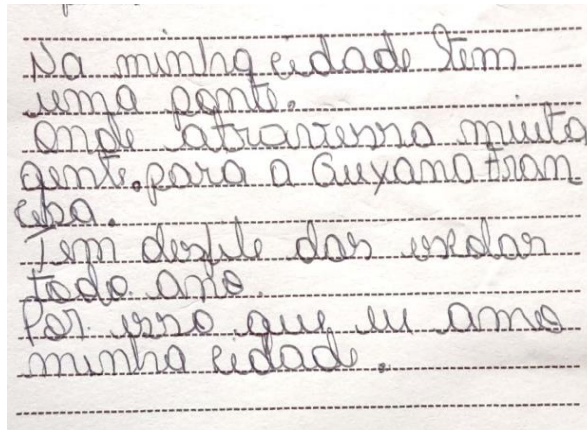 Na minha cidade tem
uma ponte.
onde atravessa muita
gente. para a Guyana Fran
cesa.
Tem desfile das escolas
todo ano.
Por isso que eu amo
minha cidade.